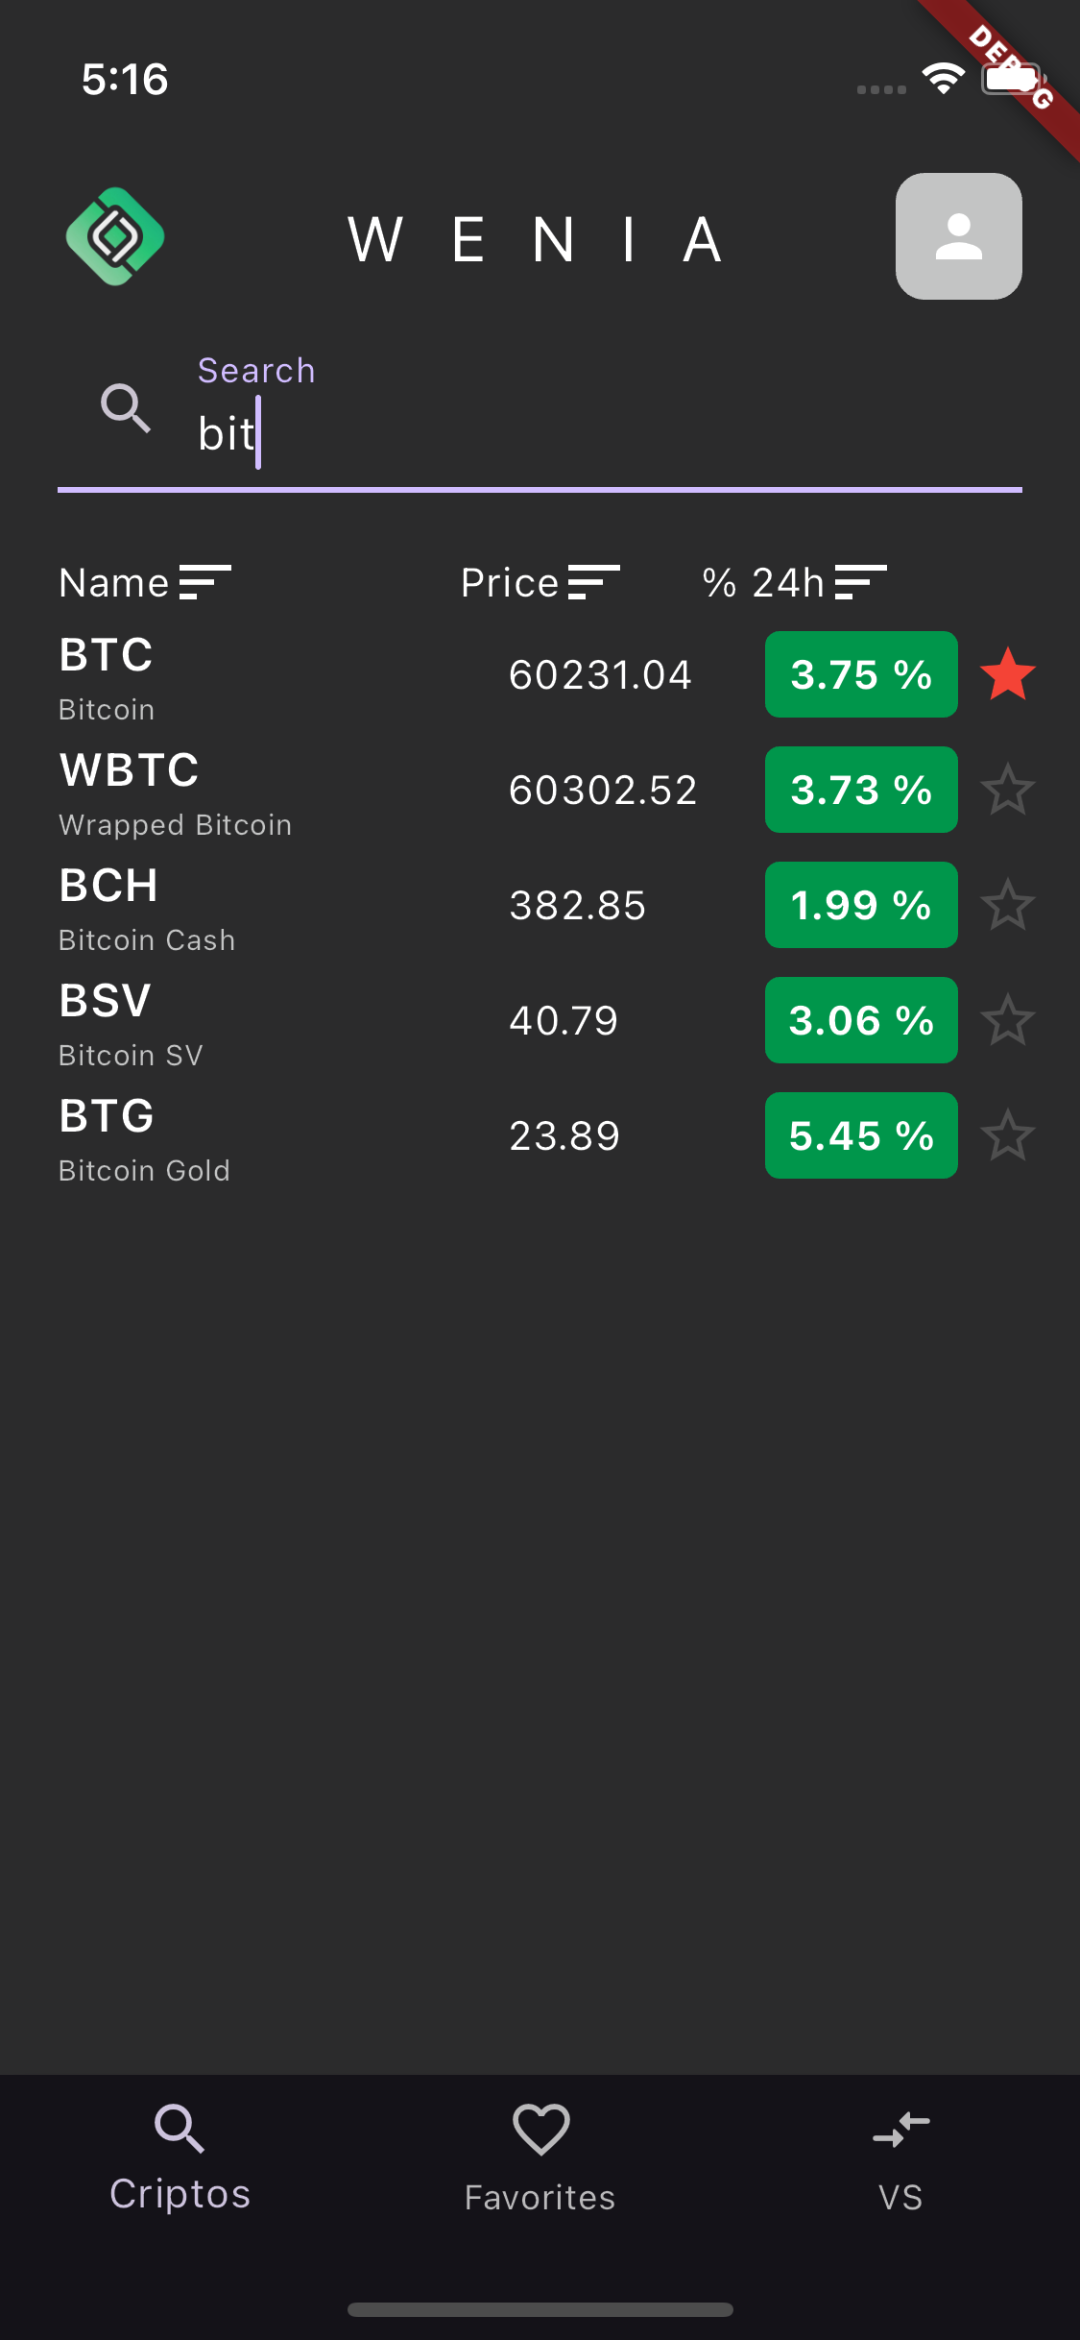 5:16
DEBUG
W E N I A
Search
bit
Name Price % 24h
BTC 60231.04 3.75 %
Bitcoin
WBTC 60302.52 3.73 %
Wrapped Bitcoin
BCH 382.85 1.99 %
Bitcoin Cash
BSV 40.79 3.06 %
Bitcoin SV
BTG 23.89 5.45 %
Bitcoin Gold
Criptos Favorites VS